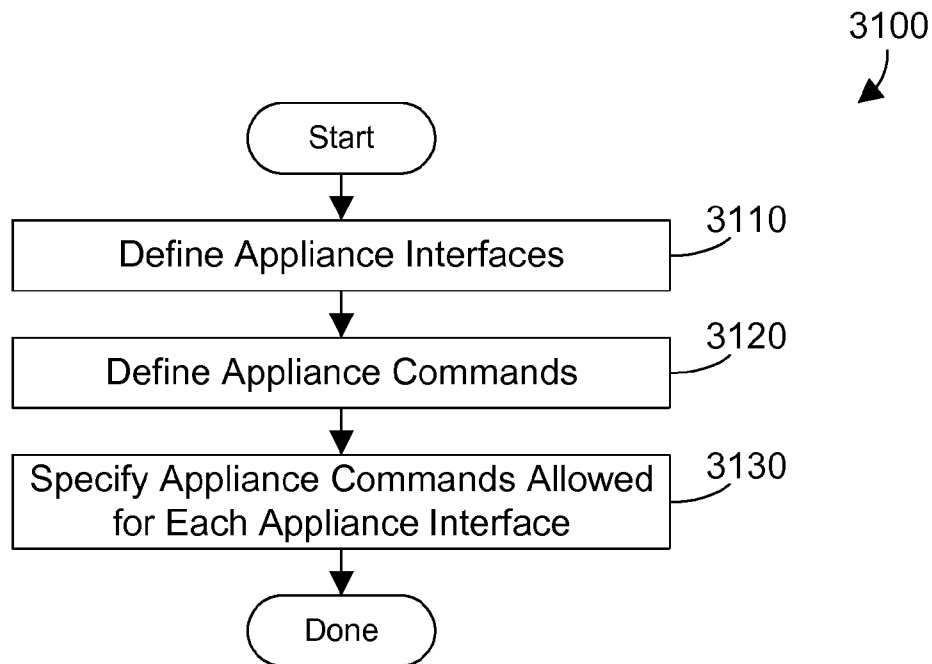 3100
Start
Define Appliance Interfaces
3110
Define Appliance Commands
3120
Specify Appliance Commands Allowed
for Each Appliance Interface
3130
Done